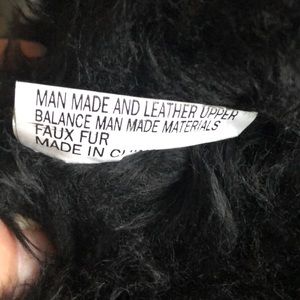 MAN MADE AND LEATHER UPPER
BALANCE MAN MADE MATERIALS
FAUX FUR
MADE IN